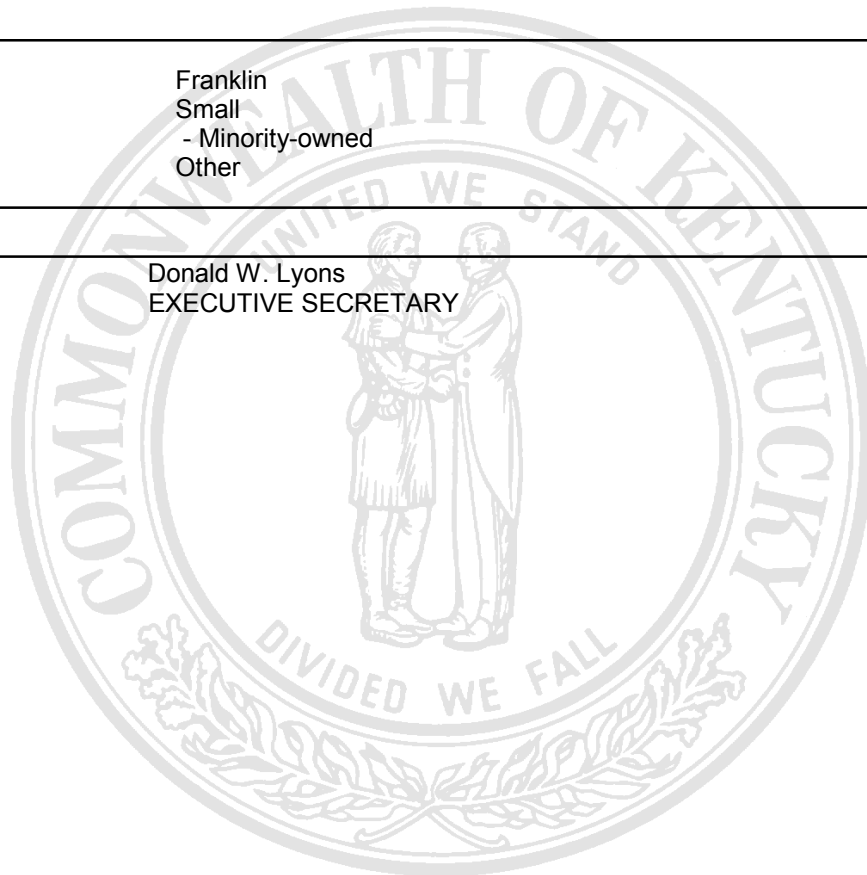 Franklin
Small
- Minority-owned
Other
Donald W. Lyons
EXECUTIVE SECRETARY
COMMONWEALTH OF KENTUCKY
UNITED WE STAND
DIVIDED WE FALL